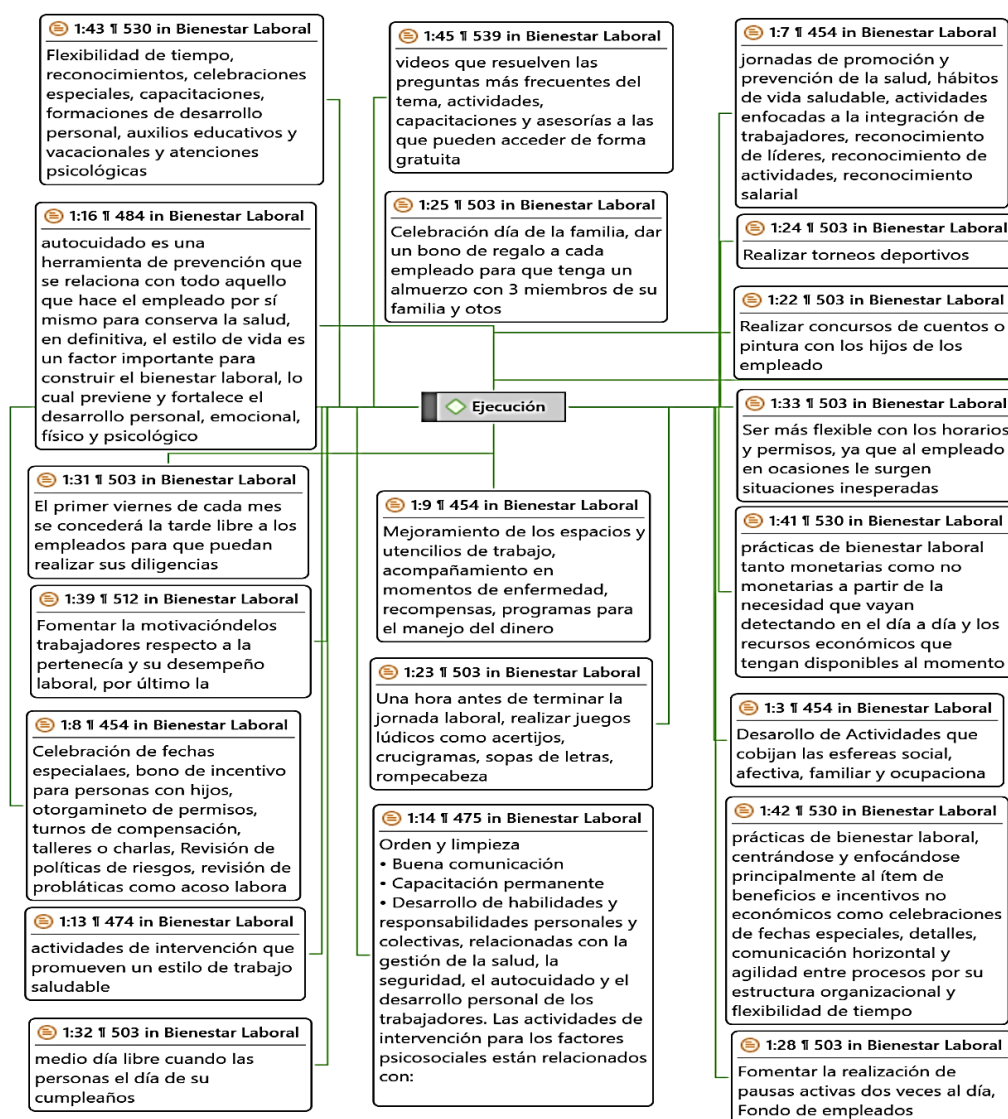 1:43 ¶ 530 in Bienestar Laboral
Flexibilidad de tiempo,
reconocimientos, celebraciones
especiales, capacitaciones,
formaciones de desarrollo
personal, auxilios educativos y
vacacionales y atenciones
psicológicas
1:16 ¶ 484 in Bienestar Laboral
autocuidado es una
herramienta de prevención que
se relaciona con todo aquello
que hace el empleado por sí
mismo para conserva la salud,
en definitiva, el estilo de vida es
un factor importante para
construir el bienestar laboral, lo
cual previene y fortalece el
desarrollo personal, emocional,
físico y psicológico
1:31 ¶ 503 in Bienestar Laboral
El primer viernes de cada mes
se concederá la tarde libre a los
empleados para que puedan
realizar sus diligencias
1:39 ¶ 512 in Bienestar Laboral
Fomentar la motivacióndelos
trabajadores respecto a la
pertenecía y su desempeño
laboral, por último la
1:8 ¶ 454 in Bienestar Laboral
Celebración de fechas
especialaes, bono de incentivo
para personas con hijos,
otorgamineto de permisos,
turnos de compensación,
talleres o charlas, Revisión de
políticas de riesgos, revisión de
probláticas como acoso labora
1:13 ¶ 474 in Bienestar Laboral
actividades de intervención que
promueven un estilo de trabajo
saludable
1:32 ¶ 503 in Bienestar Laboral
medio día libre cuando las
personas el día de su
cumpleaños
1:45 ¶ 539 in Bienestar Laboral
videos que resuelven las
preguntas más frecuentes del
tema, actividades,
capacitaciones y asesorías a las
que pueden acceder de forma
gratuita
1:25 ¶ 503 in Bienestar Laboral
Celebración día de la familia, dar
un bono de regalo a cada
empleado para que tenga un
almuerzo con 3 miembros de su
familia y otos
Ejecución
1:9 ¶ 454 in Bienestar Laboral
Mejoramiento de los espacios y
utencilios de trabajo,
acompañamiento en
momentos de enfermedad,
recompensas, programas para
el manejo del dinero
1:23 ¶ 503 in Bienestar Laboral
Una hora antes de terminar la
jornada laboral, realizar juegos
lúdicos como acertijos,
crucigramas, sopas de letras,
rompecabeza
1:14 ¶ 475 in Bienestar Laboral
Orden y limpieza
• Buena comunicación
• Capacitación permanente
• Desarrollo de habilidades y
responsabilidades personales y
colectivas, relacionadas con la
gestión de la salud, la
seguridad, el autocuidado y el
desarrollo personal de los
trabajadores. Las actividades de
intervención para los factores
psicosociales están relacionados
con:
1:7 ¶ 454 in Bienestar Laboral
jornadas de promoción y
prevención de la salud, hábitos
de vida saludable, actividades
enfocadas a la integración de
trabajadores, reconocimiento
de líderes, reconocimiento de
actividades, reconocimiento
salarial
1:24 ¶ 503 in Bienestar Laboral
Realizar torneos deportivos
1:22 ¶ 503 in Bienestar Laboral
Realizar concursos de cuentos o
pintura con los hijos de los
empleado
1:33 ¶ 503 in Bienestar Laboral
Ser más flexible con los horarios
y permisos, ya que al empleado
en ocasiones le surgen
situaciones inesperadas
1:41 ¶ 530 in Bienestar Laboral
prácticas de bienestar laboral
tanto monetarias como no
monetarias a partir de la
necesidad que vayan
detectando en el día a día y los
recursos económicos que
tengan disponibles al momento
1:3 ¶ 454 in Bienestar Laboral
Desarollo de Actividades que
cobijan las esfereas social,
afectiva, familiar y ocupaciona
1:42 ¶ 530 in Bienestar Laboral
prácticas de bienestar laboral,
centrándose y enfocándose
principalmente al ítem de
beneficios e incentivos no
económicos como celebraciones
de fechas especiales, detalles,
comunicación horizontal y
agilidad entre procesos por su
estructura organizacional y
flexibilidad de tiempo
1:28 ¶ 503 in Bienestar Laboral
Fomentar la realización de
pausas activas dos veces al día,
Fondo de empleados